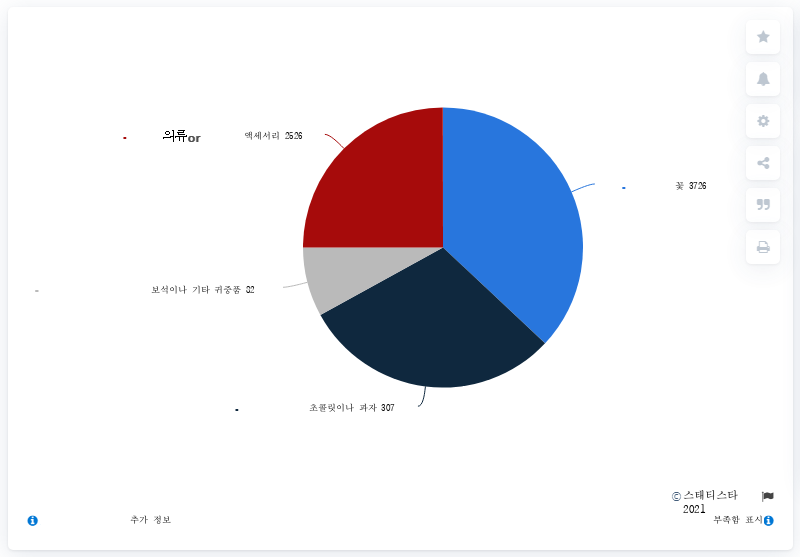 의류or 액세서리 2526
꽃 3726
보석이나 기타 귀중품 82
초콜릿이나 과자 307
© 스태티스타
2021
추가 정보
부족함 표시